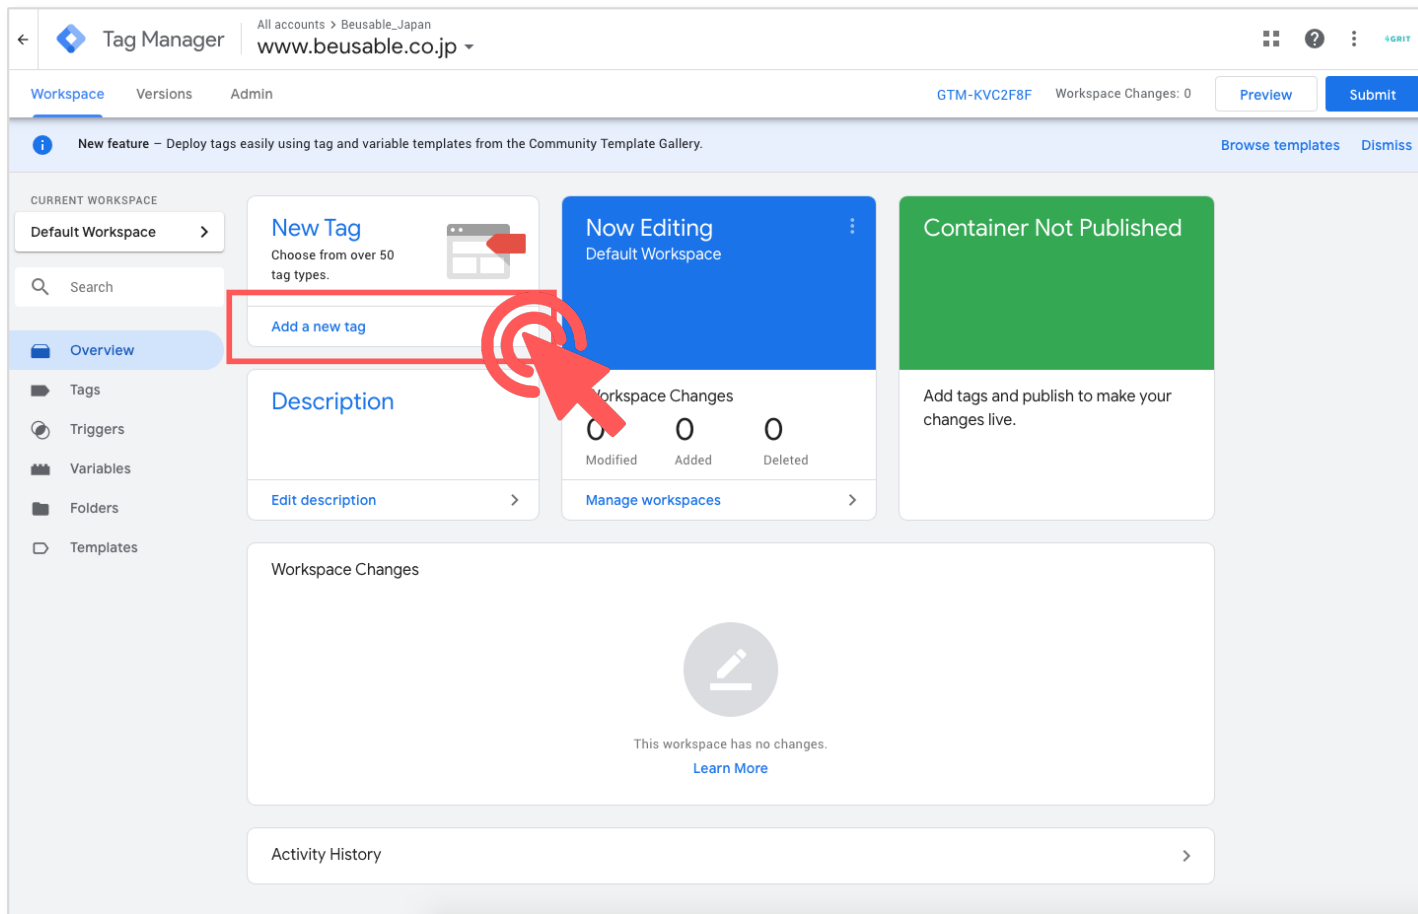 All accounts > Beusable_Japan
Tag Manager
www.beusable.co.jp
GRIT
Workspace
Versions
Admin
GTM-KVC2F8F
Workspace Changes: 0
Preview
Submit
New feature – Deploy tags easily using tag and variable templates from the Community Template Gallery.
Browse templates
Dismiss
CURRENT WORKSPACE
Default Workspace
Search
Overview
Tags
Triggers
Variables
Folders
Templates
New Tag
Choose from over 50
tag types.
Add a new tag
Now Editing
Default Workspace
Container Not Published
Description
Edit description
Workspace Changes
0
0
0
Modified
Added
Deleted
Manage workspaces
Add tags and publish to make your
changes live.
Workspace Changes
This workspace has no changes.
Learn More
Activity History